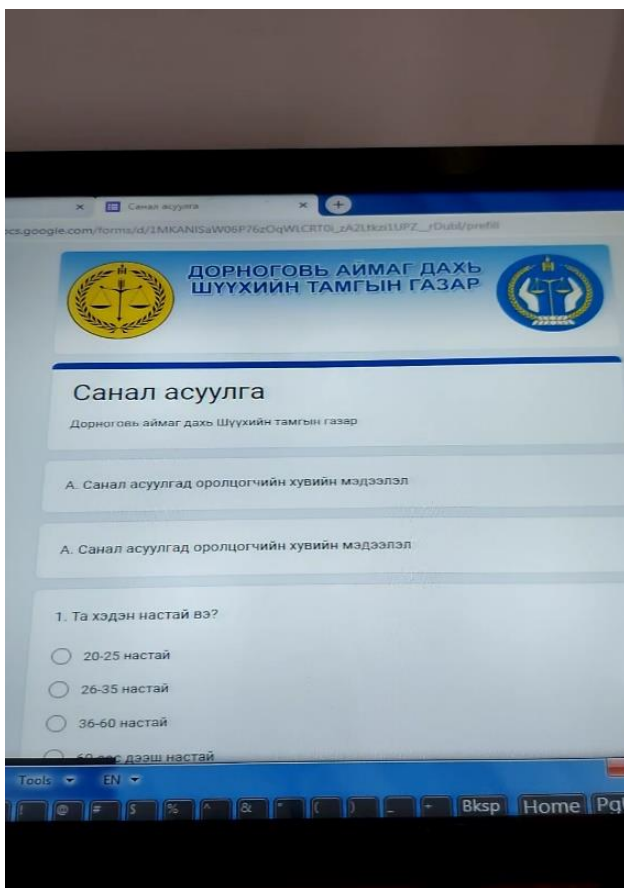 Санал асуулга
ДОРНОГОВЬ АЙМАГ ДАХЬ
ШҮҮХИЙН ТАМГЫН ГАЗАР
Санал асуулга
Дорноговь аймаг дахь Шүүхийн тамгын газар
А. Санал асуулгад оролцогчийн хувийн мэдээлэл
А. Санал асуулгад оролцогчийн хувийн мэдээлэл
1. Та хэдэн настай вэ?
20-25 настай
26-35 настай
36-60 настай
60-аас дээш настай
Tools EN
! @ # $ % ^ & * ( ) _ + Bksp Home